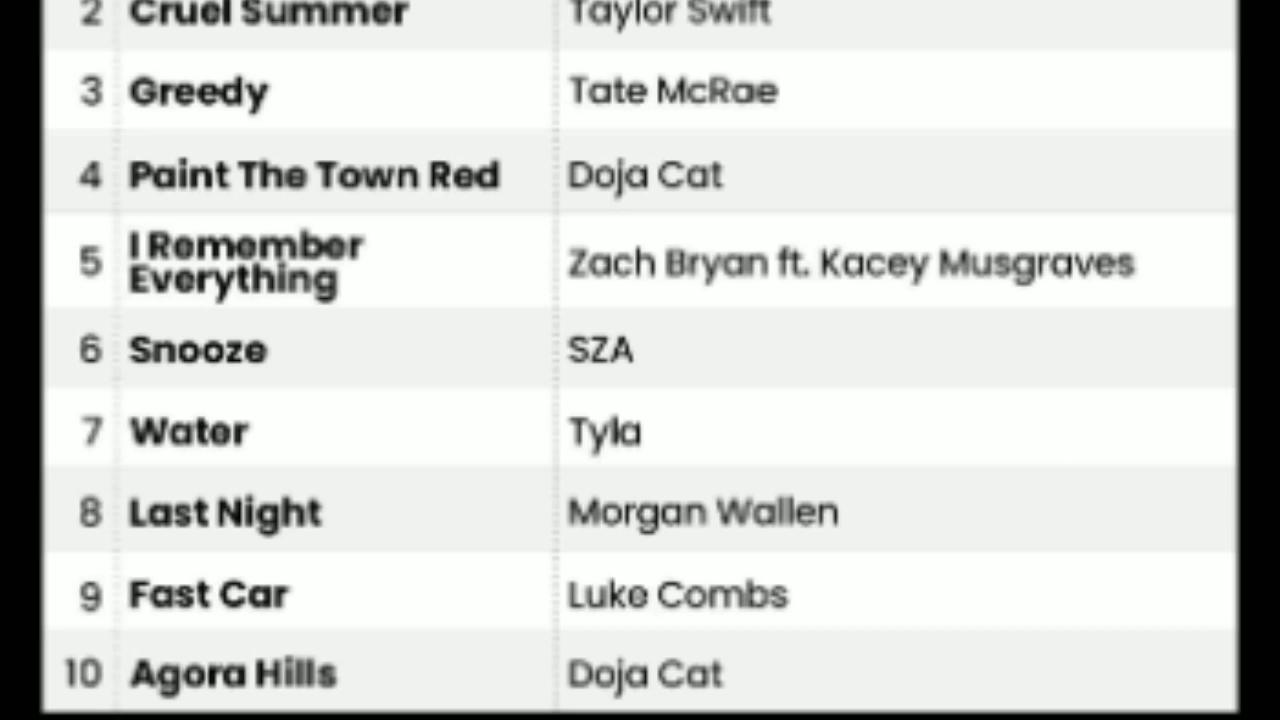 2 Cruel Summer Taylor Swift
3 Greedy Tate McRae
4 Paint The Town Red Doja Cat
5 I Remember
Everything Zach Bryan ft. Kacey Musgraves
6 Snooze SZA
7 Water Tyla
8 Last Night Morgan Wallen
9 Fast Car Luke Combs
10 Agora Hills Doja Cat